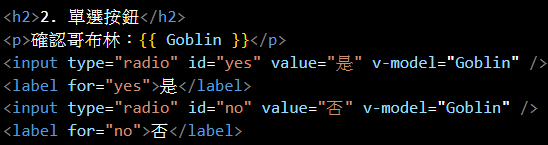 <h2>2. 單選按鈕</h2>
<p>確認哥布林：{{ Goblin }}</p>
<input type="radio" id="yes" value="是" v-model="Goblin" />
<label for="yes">是</label>
<input type="radio" id="no" value="否" v-model="Goblin" />
<label for="no">否</label>